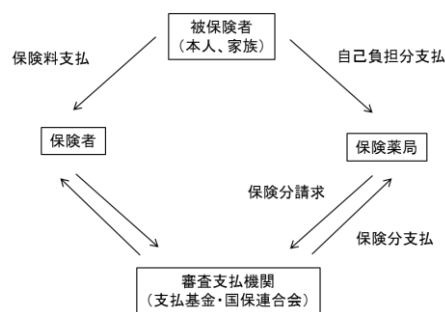 被保険者
（本人、家族）
保険料支払
自己負担分支払
保険者
保険薬局
保険分請求
保険分支払
審査支払機関
（支払基金・国保連合会）